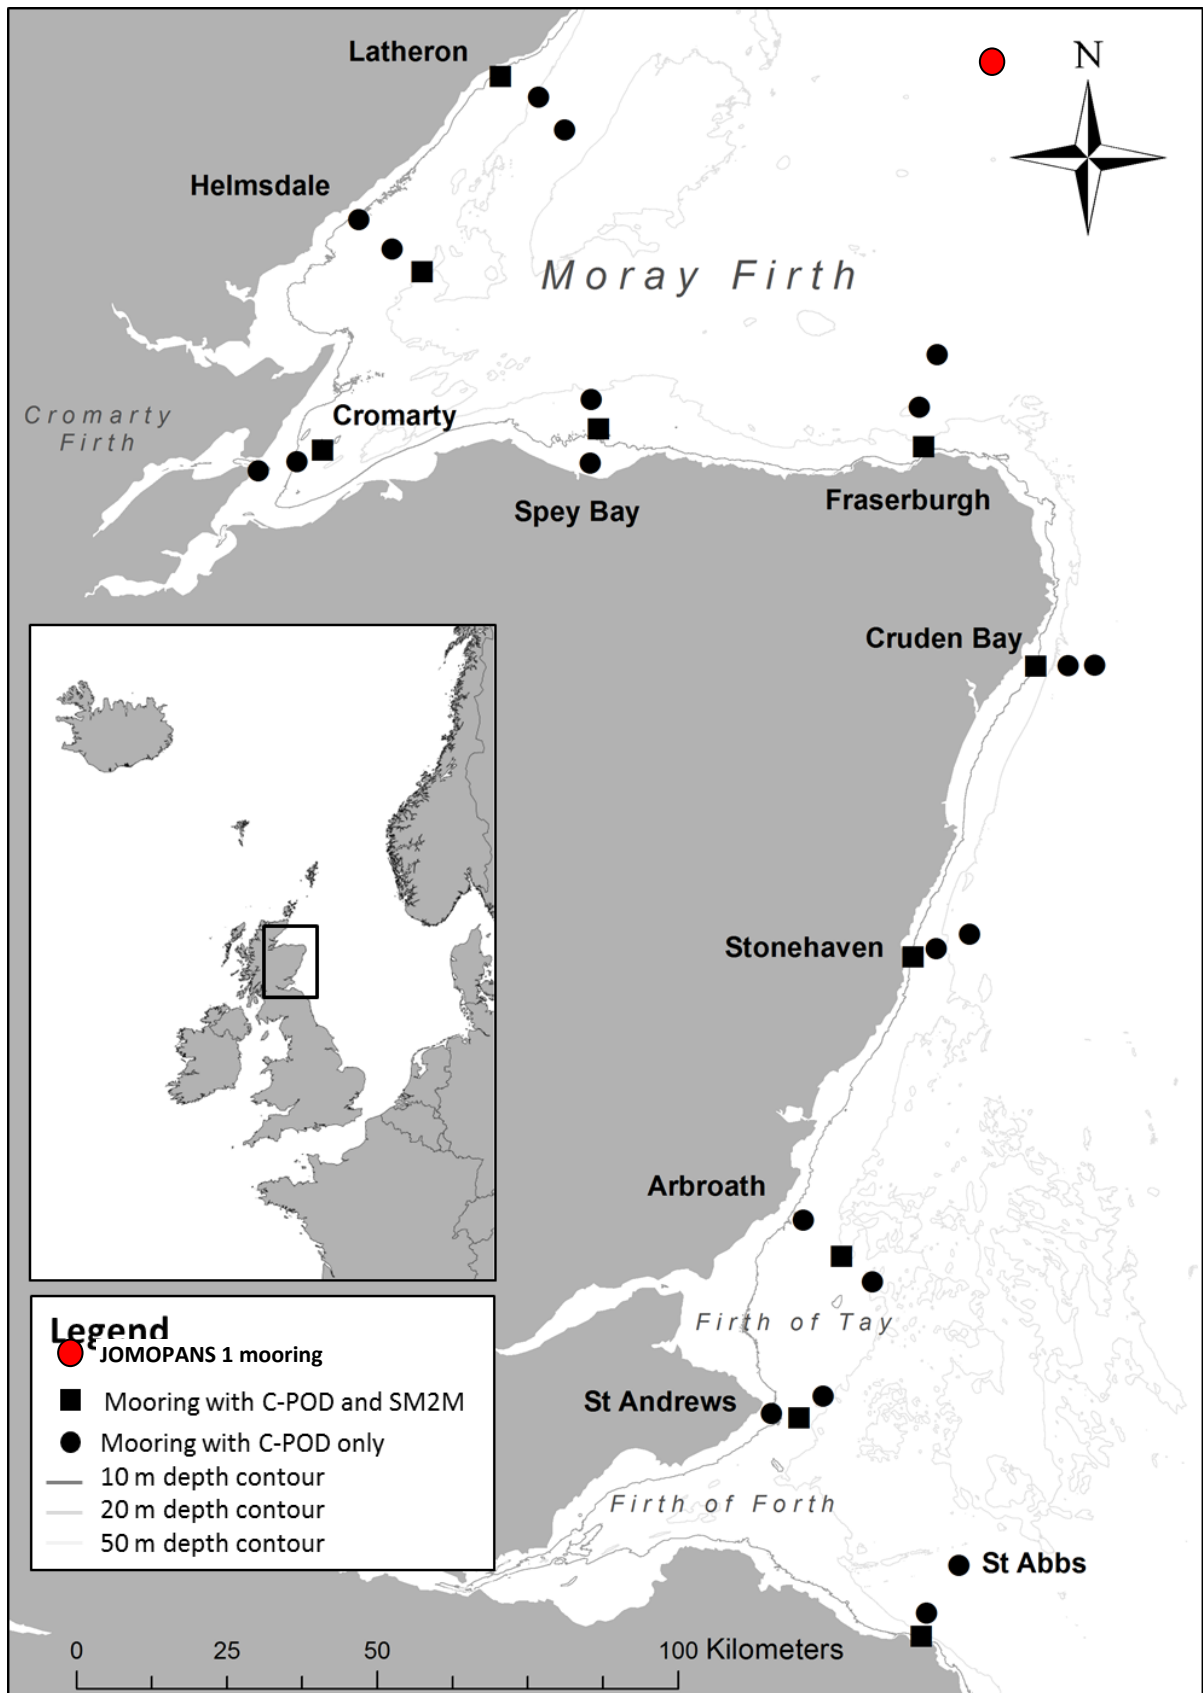 Latheron
N
Helmsdale
Moray Firth
Cromarty
Firth
Cromarty
Spey Bay
Fraserburgh
Cruden Bay
Stonehaven
Arbroath
Firth of Tay
St Andrews
Firth of Forth
St Abbs
Legend
JOMOPANS 1 mooring
Mooring with C-POD and SM2M
Mooring with C-POD only
10 m depth contour
20 m depth contour
50 m depth contour
0 25 50 100 Kilometers